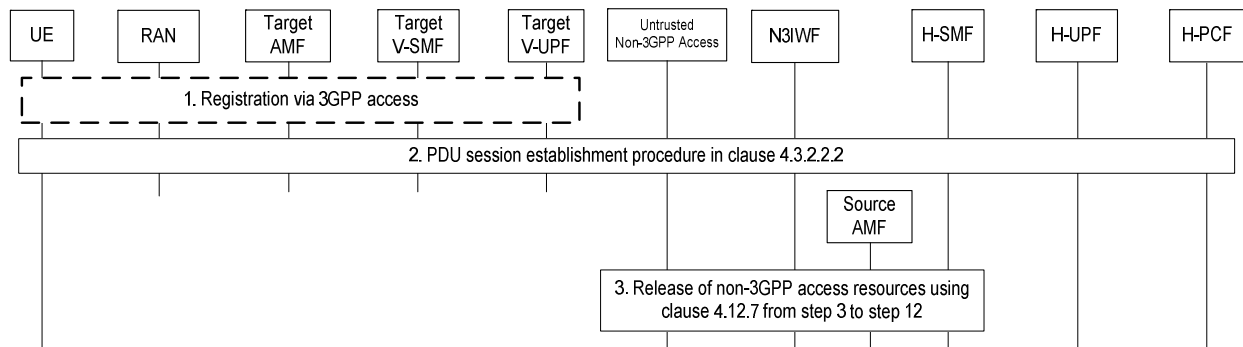 UE
RAN
Target
AMF
Target
V-SMF
Target
V-UPF
Untrusted
Non-3GPP Access
N3IWF
H-SMF
H-UPF
H-PCF
1. Registration via 3GPP access
2. PDU session establishment procedure in clause 4.3.2.2.2
Source
AMF
3. Release of non-3GPP access resources using
clause 4.12.7 from step 3 to step 12